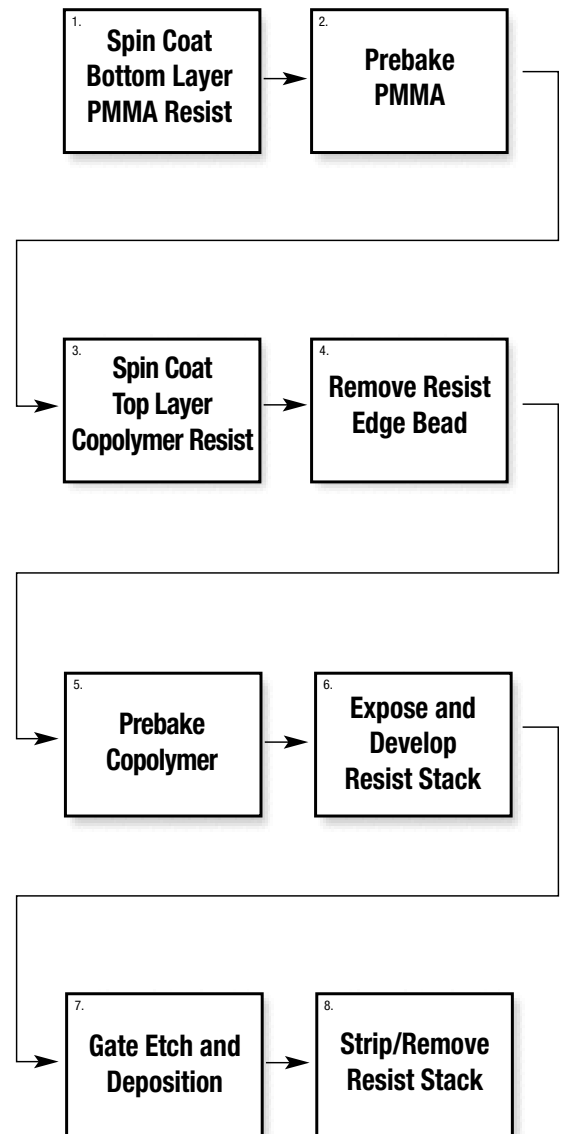 1.
Spin Coat
Bottom Layer
PMMA Resist
2.
Prebake
PMMA
3.
Spin Coat
Top Layer
Copolymer Resist
4.
Remove Resist
Edge Bead
5.
Prebake
Copolymer
6.
Expose and
Develop
Resist Stack
7.
Gate Etch and
Deposition
8.
Strip/Remove
Resist Stack